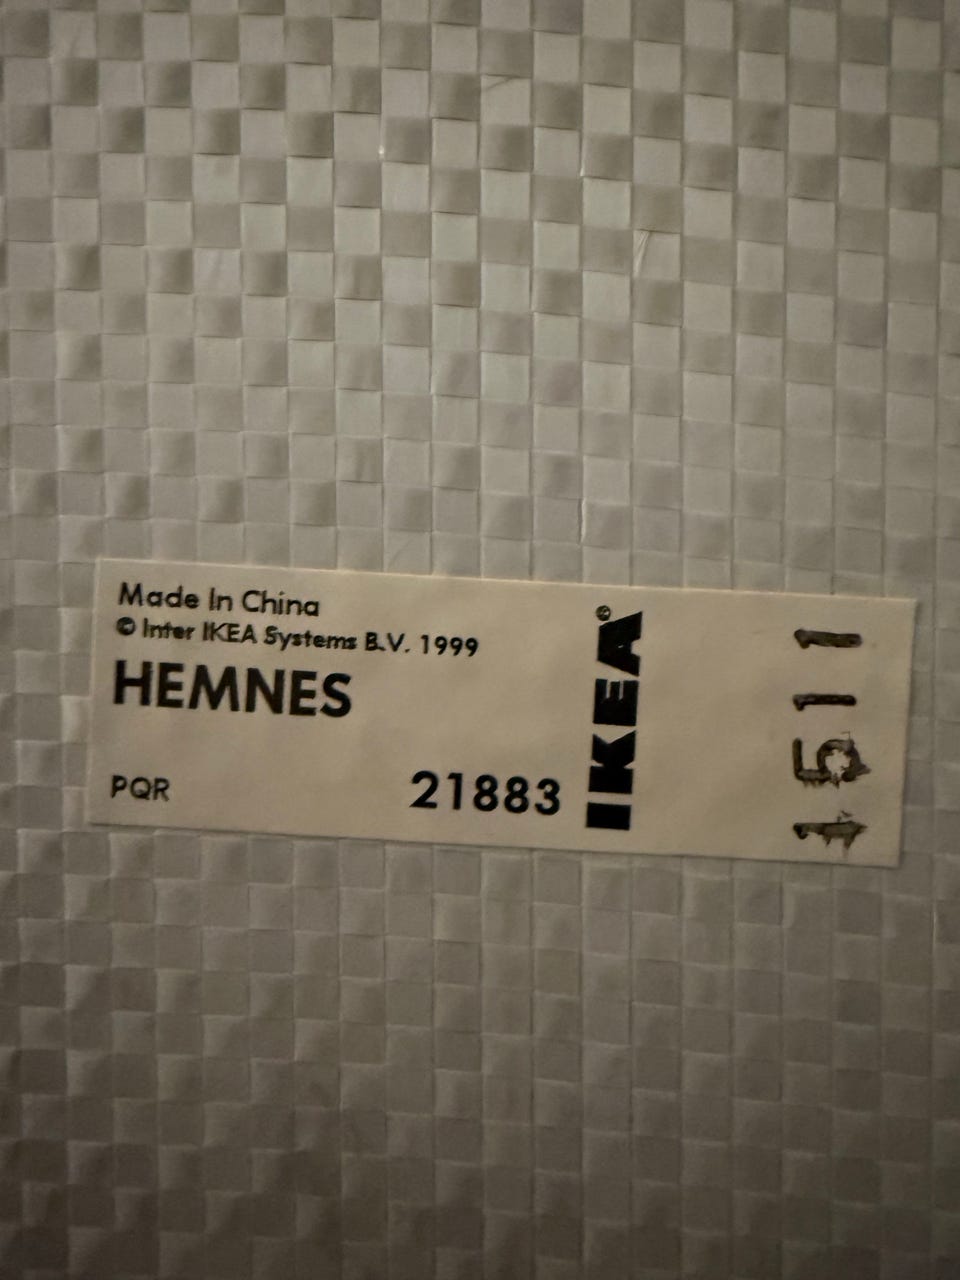 Made In China
© Inter IKEA Systems B.V. 1999
HEMNES
PQR
21883
IKEA®
1511